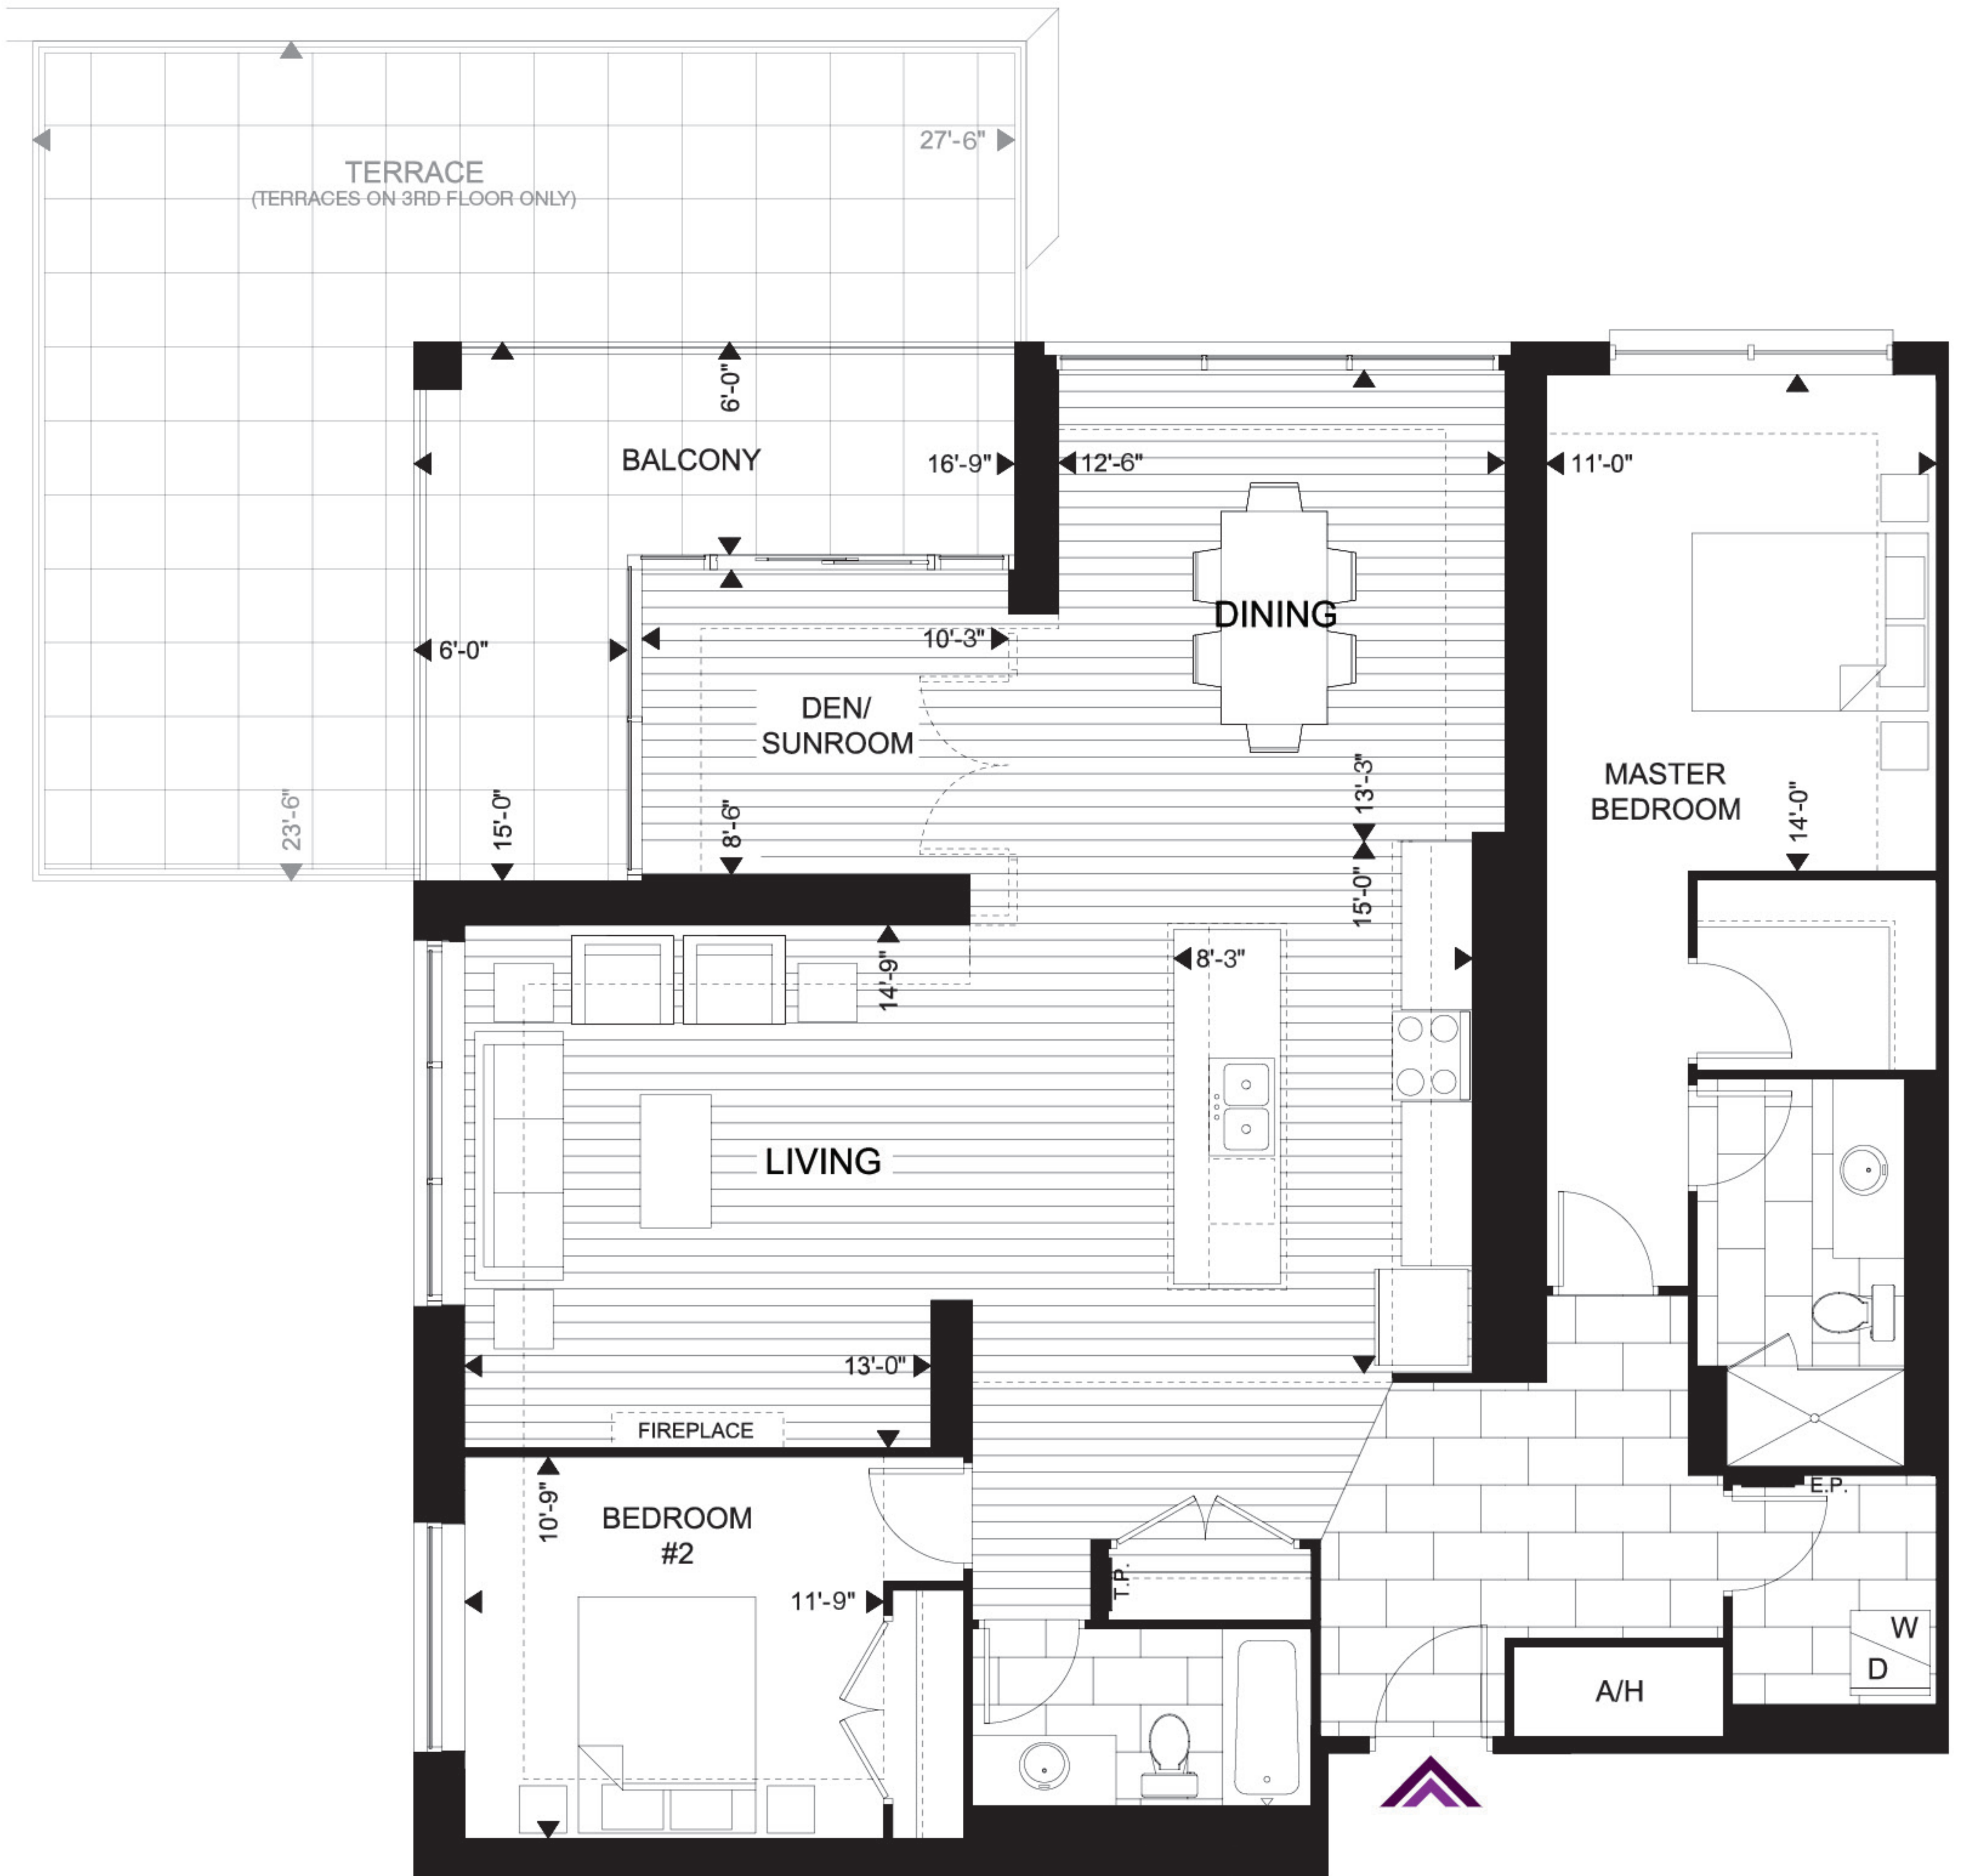 27'-6"
TERRACE
(TERRACES ON 3RD FLOOR ONLY)
23'-6"
6'-0"
BALCONY
16'-9"
12'-6"
11'-0"
DINING
6'-0"
10'-3"
DEN/
SUNROOM
15'-0"
8'-6"
13'-3"
MASTER
BEDROOM
14'-0"
15'-0"
14'-9"
8'-3"
LIVING
13'-0"
FIREPLACE
10'-9"
BEDROOM
#2
11'-9"
E.P.
T.P.
W
D
A/H